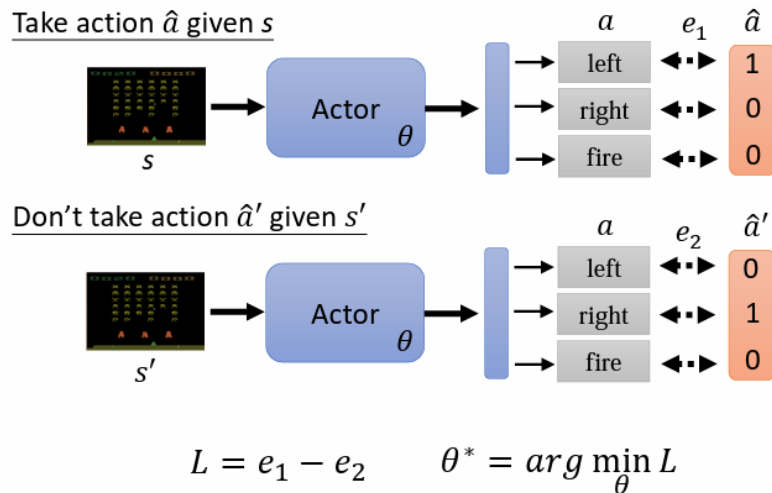 Take action â given s
a e₁ â
left 1
Actor right 0
θ
fire 0
s
Don't take action â′ given s′
a e₂ â′
left 0
Actor right 1
θ
fire 0
s′
L = e₁ − e₂ θ* = arg min L
θ